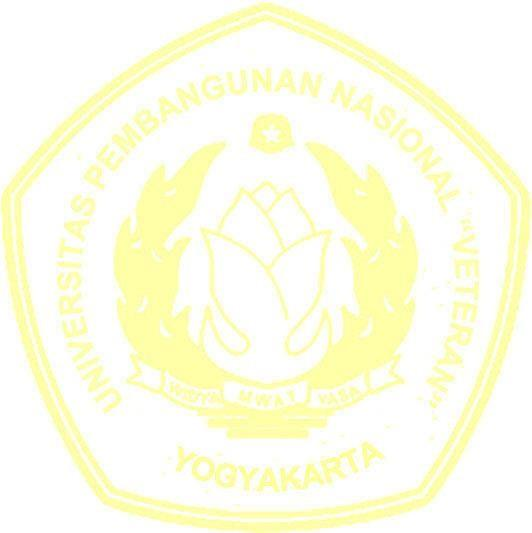 UNIVERSITAS PEMBANGUNAN NASIONAL "VETERAN"
WIDYA MWAT YASA
YOGYAKARTA